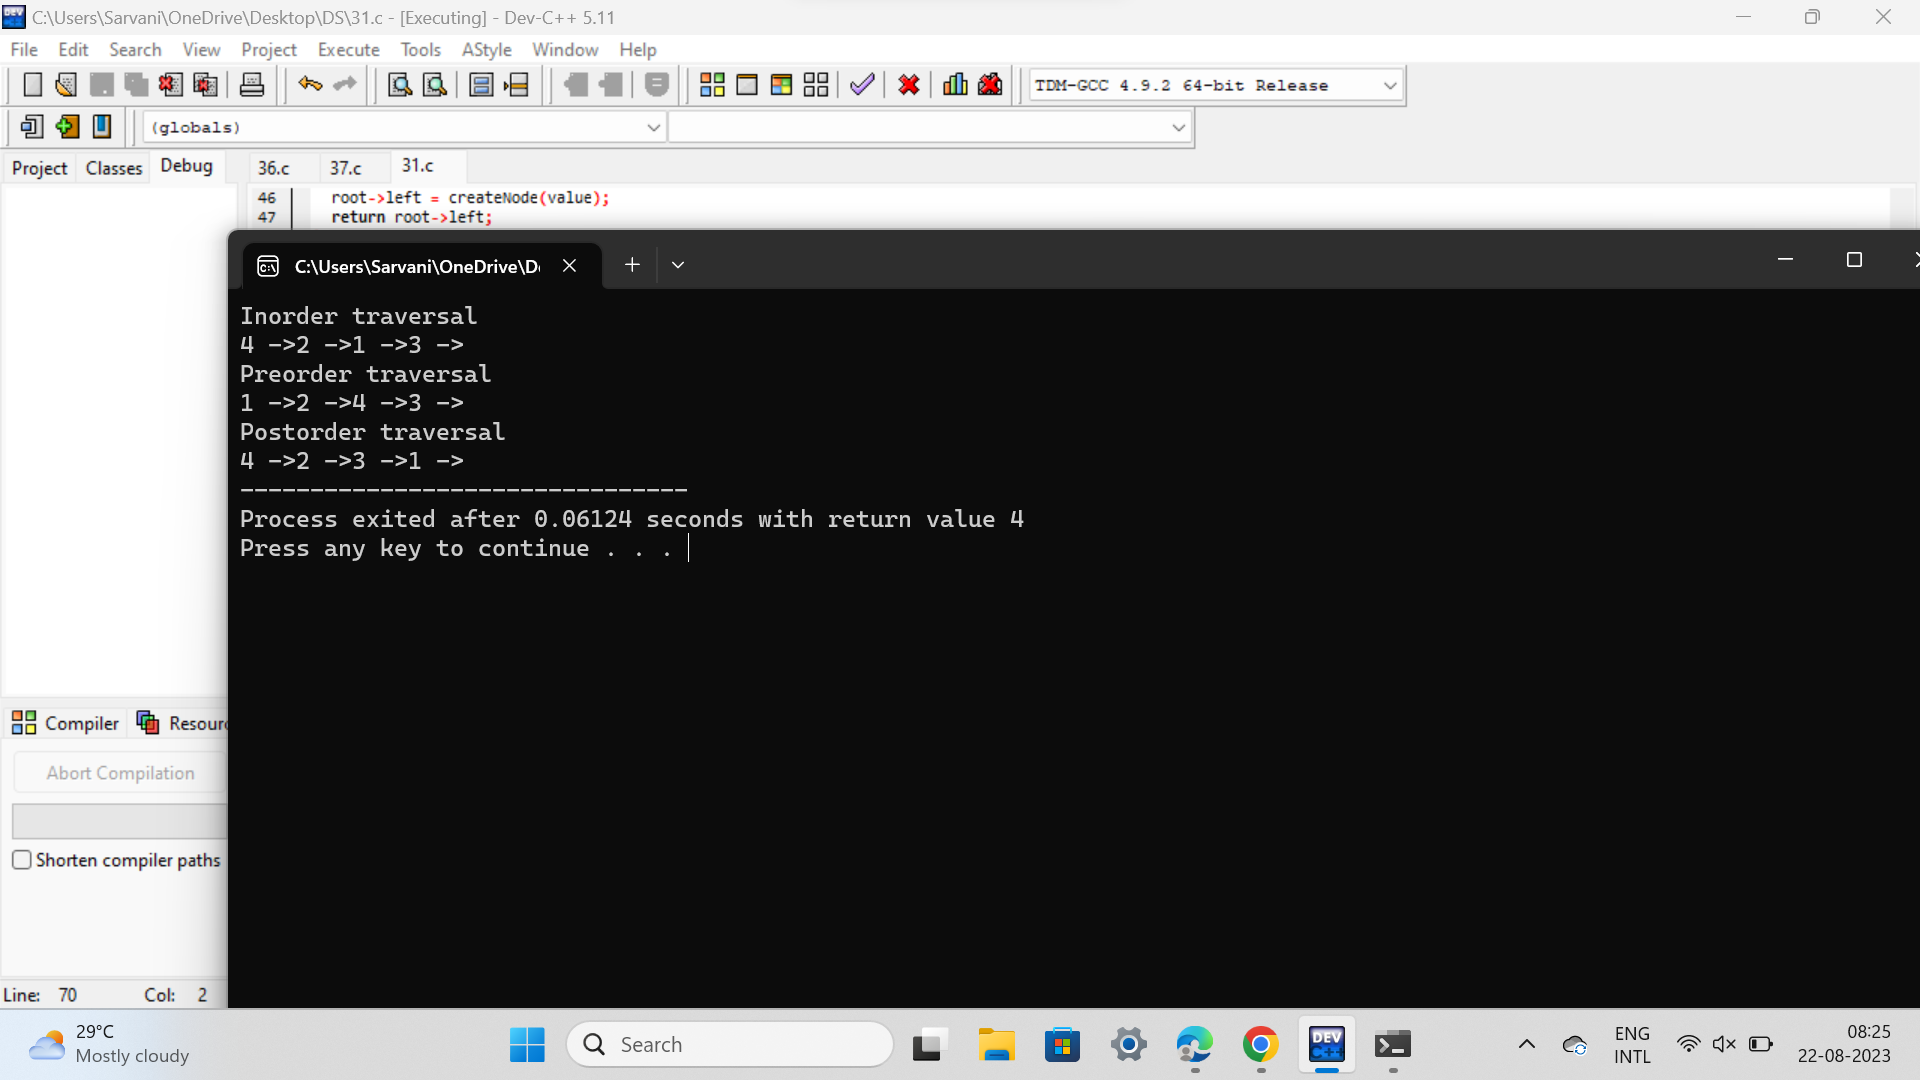 C:\Users\Sarvani\OneDrive\Desktop\DS\31.c - [Executing] - Dev-C++ 5.11
File Edit Search View Project Execute Tools AStyle Window Help
TDM-GCC 4.9.2 64-bit Release
(globals)
Project Classes Debug
36.c 37.c 31.c
46 root->left = createNode(value);
47 return root->left;
C:\Users\Sarvani\OneDrive\D
Inorder traversal
4 ->2 ->1 ->3 ->
Preorder traversal
1 ->2 ->4 ->3 ->
Postorder traversal
4 ->2 ->3 ->1 ->
--------------------------------
Process exited after 0.06124 seconds with return value 4
Press any key to continue . . .
Compiler Resour
Abort Compilation
Shorten compiler paths
Line: 70 Col: 2
29°C
Mostly cloudy
Search
DEV
C++
ENG
INTL
08:25
22-08-2023